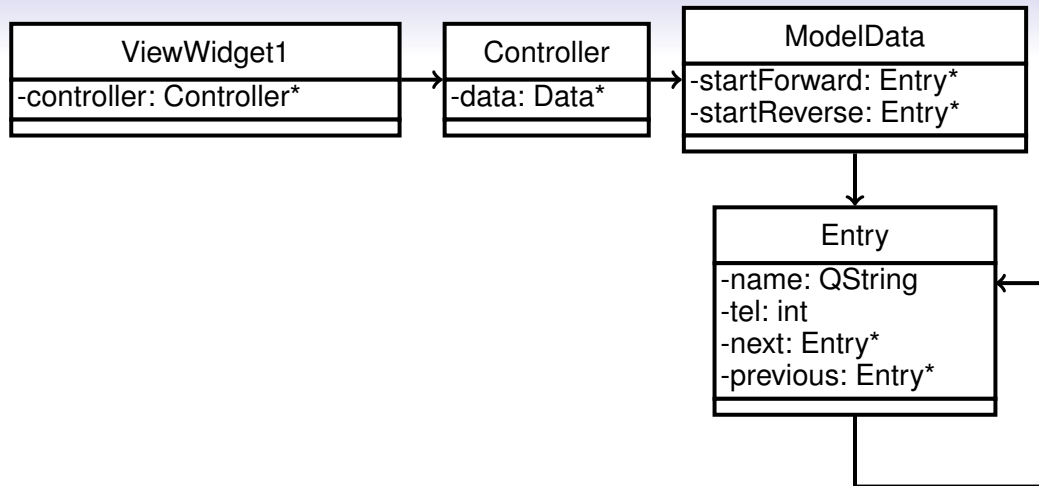 ViewWidget1
-controller: Controller*
Controller
-data: Data*
ModelData
-startForward: Entry*
-startReverse: Entry*
Entry
-name: QString
-tel: int
-next: Entry*
-previous: Entry*